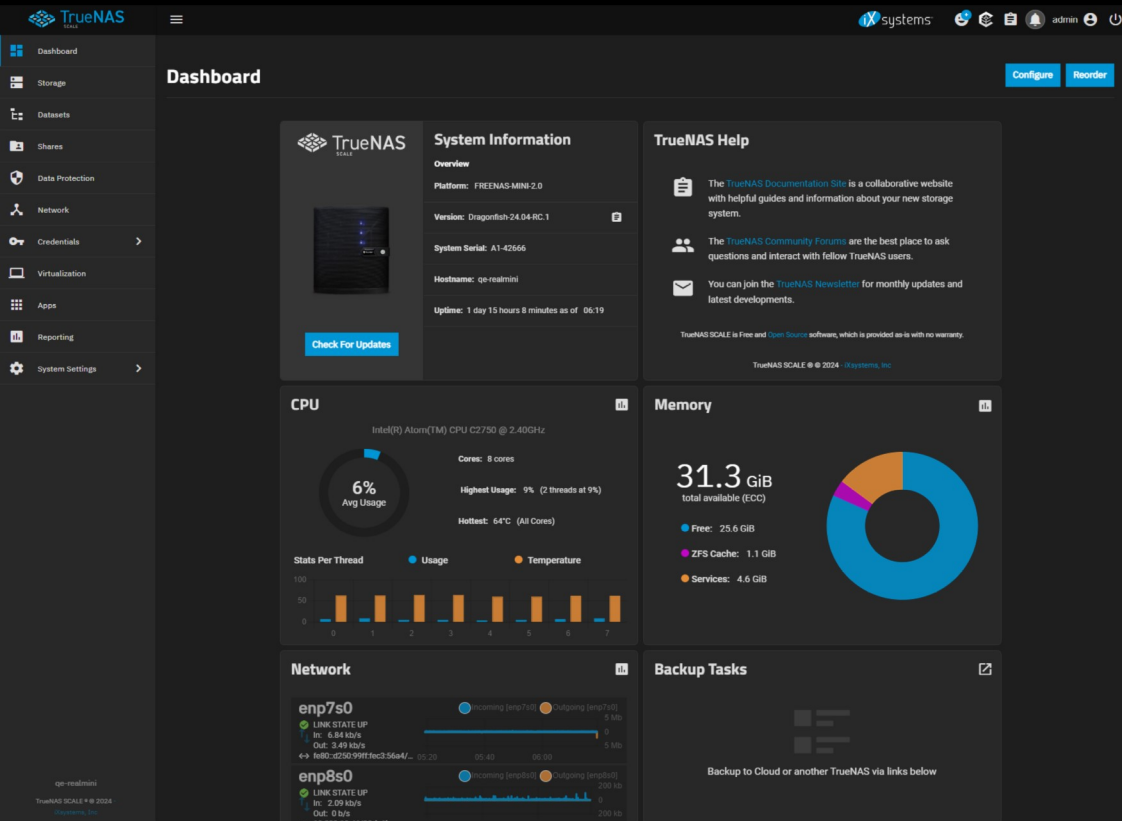 TrueNAS
SCALE
iXsystems
admin
Dashboard
Storage
Datasets
Shares
Data Protection
Network
Credentials
Virtualization
Apps
Reporting
System Settings
qe-realmini
TrueNAS SCALE ® © 2024 -
iXsystems, Inc
Dashboard
Configure
Reorder
TrueNAS
SCALE
Check For Updates
System Information
Overview
Platform: FREENAS-MINI-2.0
Version: Dragonfish-24.04-RC.1
System Serial: A1-42666
Hostname: qe-realmini
Uptime: 1 day 15 hours 8 minutes as of 06:19
TrueNAS Help
The TrueNAS Documentation Site is a collaborative website
with helpful guides and information about your new storage
system.
The TrueNAS Community Forums are the best place to ask
questions and interact with fellow TrueNAS users.
You can join the TrueNAS Newsletter for monthly updates and
latest developments.
TrueNAS SCALE is Free and Open Source software, which is provided as-is with no warranty.
TrueNAS SCALE ® © 2024 - iXsystems, Inc
CPU
Intel(R) Atom(TM) CPU C2750 @ 2.40GHz
6%
Avg Usage
Cores: 8 cores
Highest Usage: 9% (2 threads at 9%)
Hottest: 64°C (All Cores)
Stats Per Thread
Usage
Temperature
100
50
0
0 1 2 3 4 5 6 7
Memory
31.3 GiB
total available (ECC)
Free: 25.6 GiB
ZFS Cache: 1.1 GiB
Services: 4.6 GiB
Network
enp7s0
LINK STATE UP
In: 6.84 kb/s
Out: 3.49 kb/s
fe80::d250:99ff:fec3:56a4/...
Incoming [enp7s0] Outgoing [enp7s0]
5 Mb
0
5 Mb
05:20 05:40 06:00
enp8s0
LINK STATE UP
In: 2.09 kb/s
Out: 0 b/s
Incoming [enp8s0] Outgoing [enp8s0]
200 kb
0
200 kb
Backup Tasks
Backup to Cloud or another TrueNAS via links below